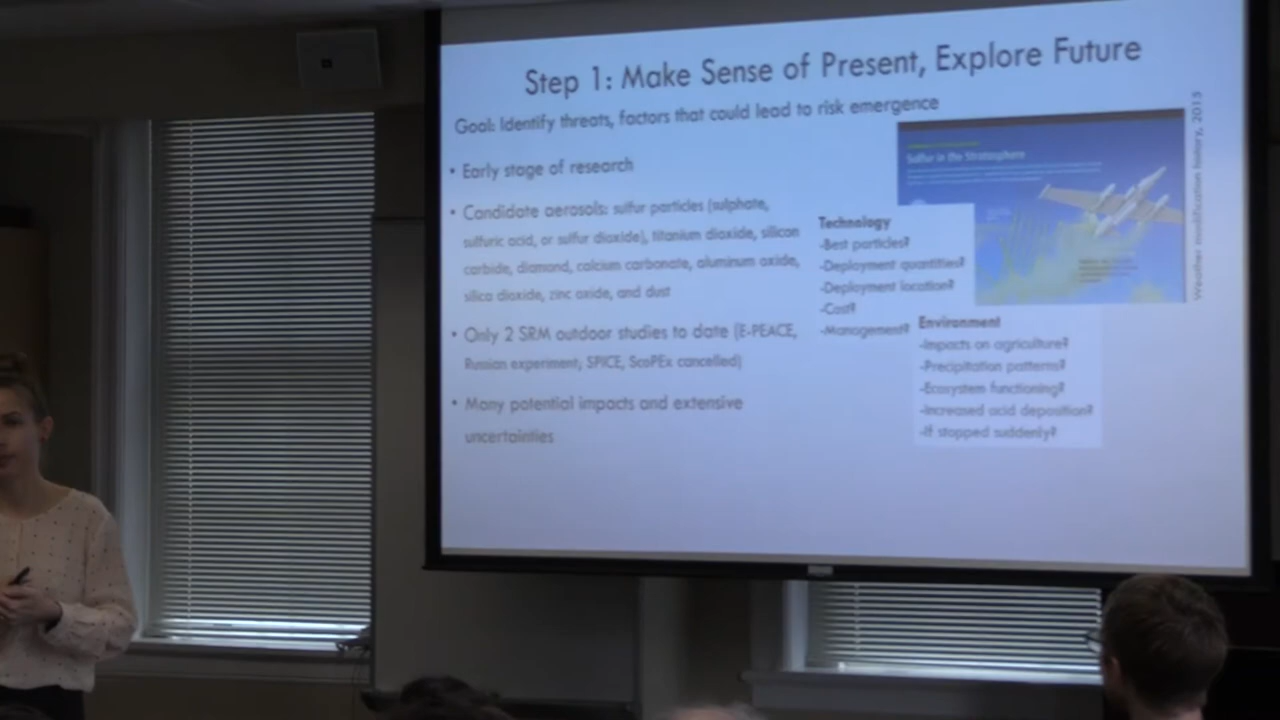 Step 1: Make Sense of Present, Explore Future
Goal: Identify threats, factors that could lead to risk emergence
• Early stage of research
• Candidate aerosols: sulfur particles (sulphate,
sulfuric acid, or sulfur dioxide), titanium dioxide, silicon
carbide, diamond, calcium carbonate, aluminum oxide,
silica dioxide, zinc oxide, and dust
• Only 2 SRM outdoor studies to date (E-PEACE,
Russian experiment; SPICE, ScoPEx cancelled)
• Many potential impacts and extensive
uncertainties
Sulfur in the Stratosphere
Technology
-Best particles?
-Deployment quantities?
-Deployment location?
-Cost?
-Management?
Environment
-Impacts on agriculture?
-Precipitation patterns?
-Ecosystem functioning?
-Increased acid deposition?
-If stopped suddenly?
Weather modification history, 2015